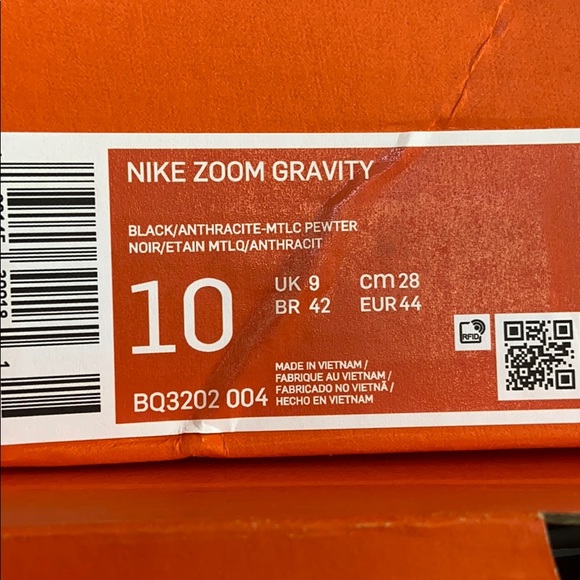 NIKE ZOOM GRAVITY
BLACK/ANTHRACITE-MTLC PEWTER
NOIR/ETAIN MTLQ/ANTHRACIT
10
UK 9
BR 42
CM 28
EUR 44
RFID
BQ3202 004
MADE IN VIETNAM /
FABRIQUE AU VIETNAM /
FABRICADO NO VIETNÃ /
HECHO EN VIETNAM